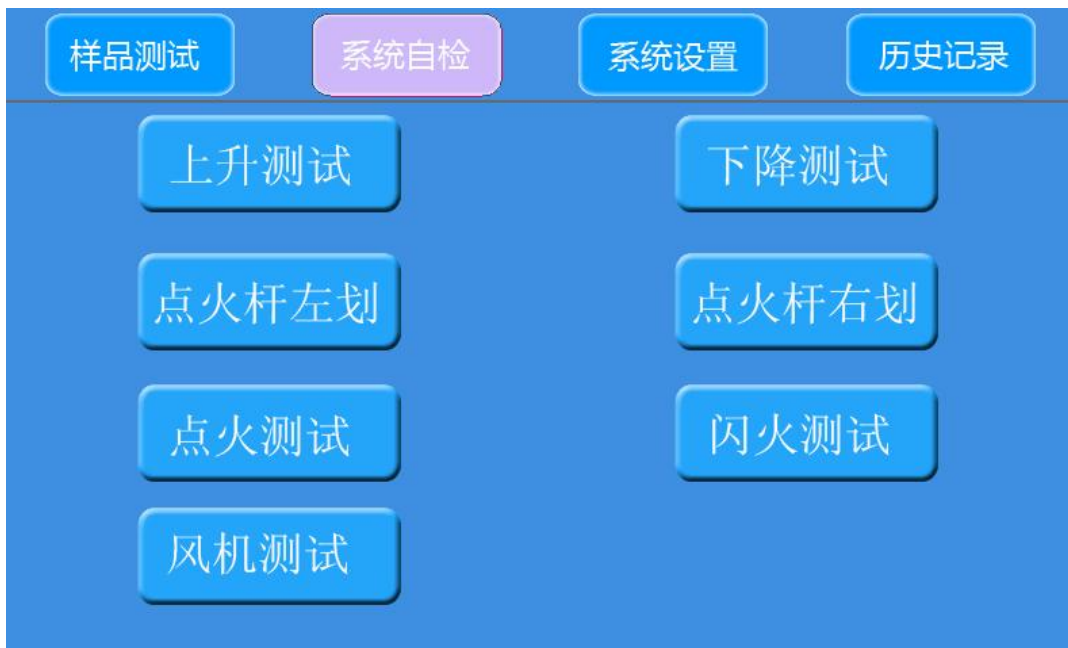 样品测试 系统自检 系统设置 历史记录
上升测试 下降测试
点火杆左划 点火杆右划
点火测试 闪火测试
风机测试